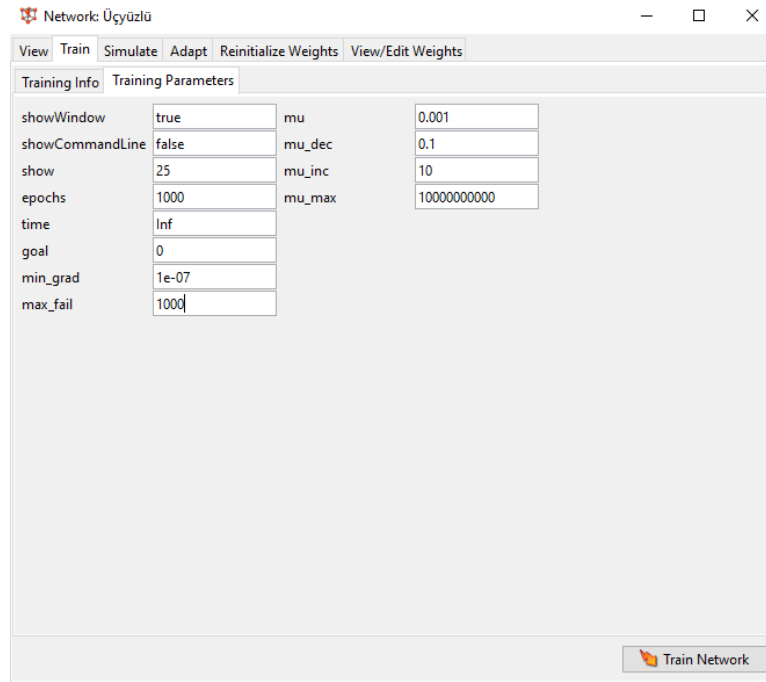 Network: Üçyüzlü
View Train Simulate Adapt Reinitialize Weights View/Edit Weights
Training Info Training Parameters
showWindow true mu 0.001
showCommandLine false mu_dec 0.1
show 25 mu_inc 10
epochs 1000 mu_max 10000000000
time Inf
goal 0
min_grad 1e-07
max_fail 1000
Train Network